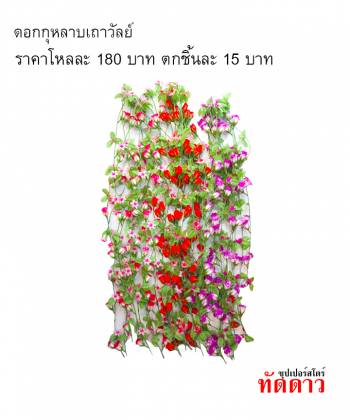 ดอกกุหลาบเถาวัลย์
ราคาโหลละ 180 บาท ตกชิ้นละ 15 บาท
ซุปเปอร์สโตร์
ทัดดาว